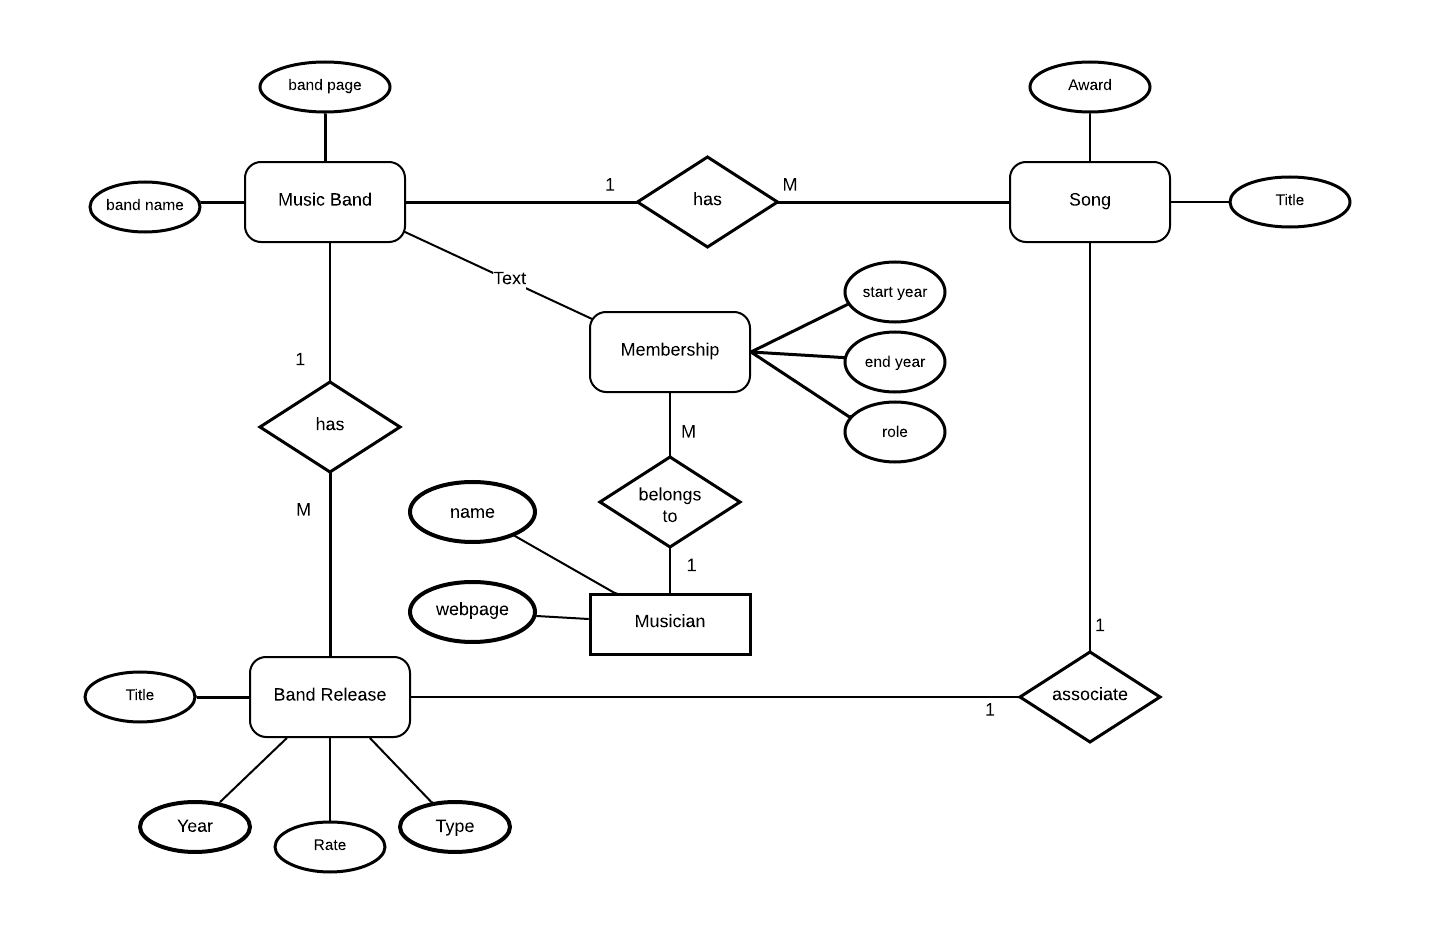 band page
Award
band name
Music Band
1
has
M
Song
Title
Text
start year
Membership
end year
1
has
M
role
M
belongs
to
name
1
webpage
Musician
1
Title
Band Release
1
associate
Year
Rate
Type